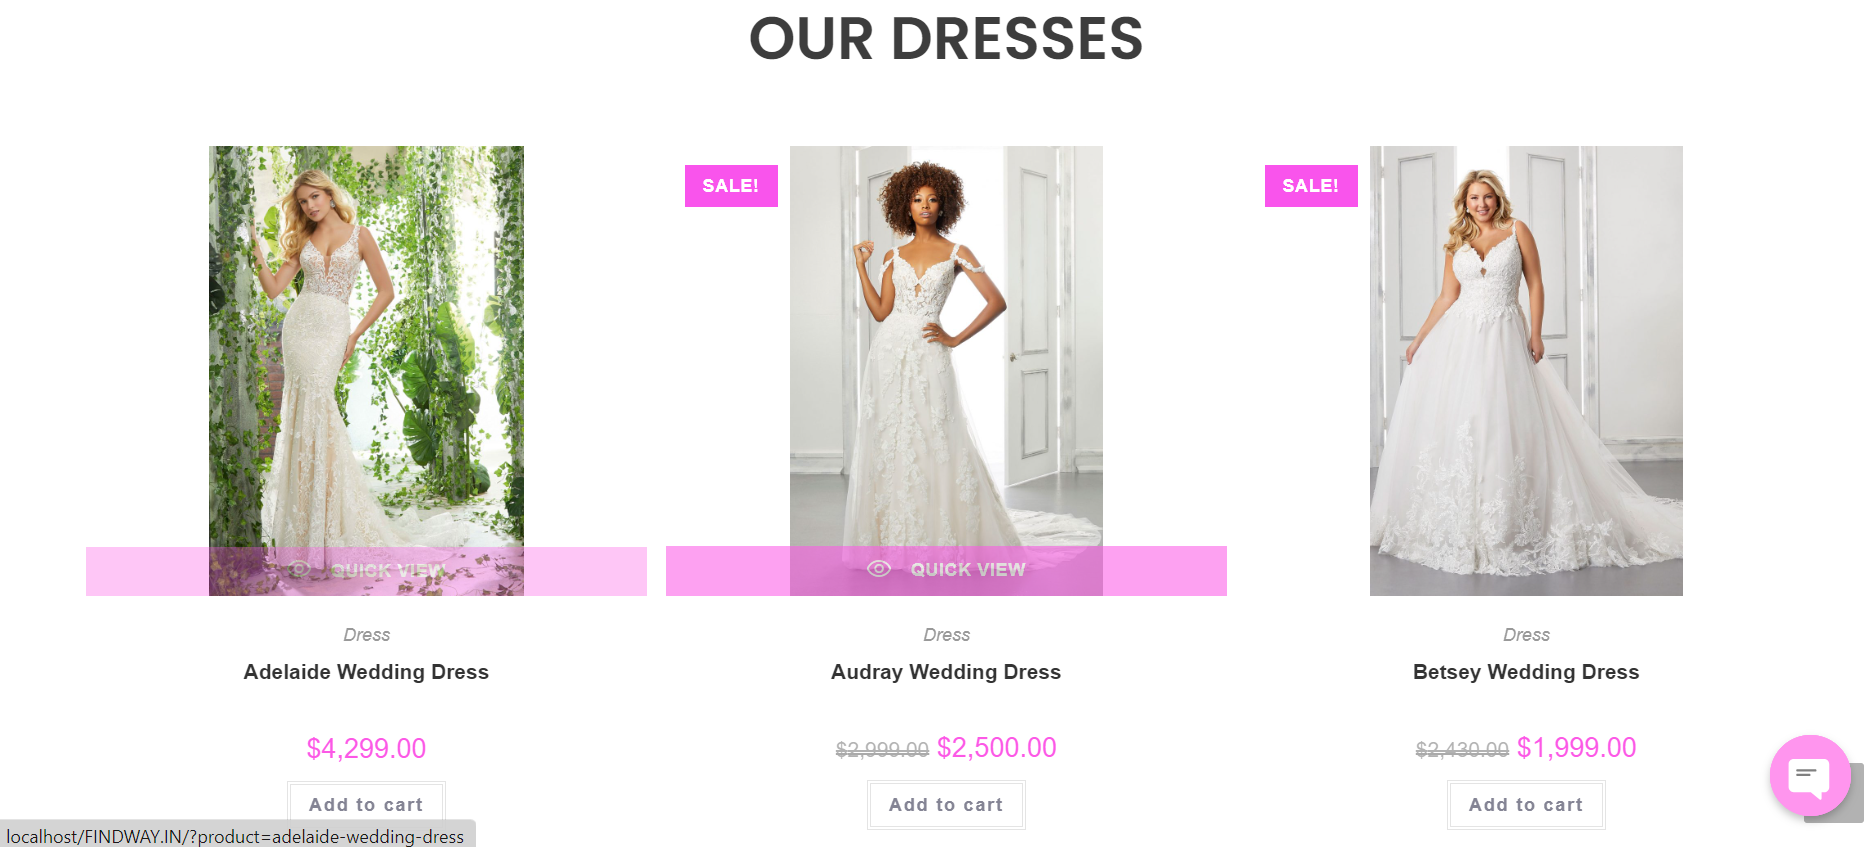 OUR DRESSES
SALE!
SALE!
QUICK VIEW
QUICK VIEW
Dress
Dress
Dress
Adelaide Wedding Dress
Audray Wedding Dress
Betsey Wedding Dress
$4,299.00
$2,999.00 $2,500.00
$2,430.00 $1,999.00
Add to cart
Add to cart
Add to cart
localhost/FINDWAY.IN/?product=adelaide-wedding-dress